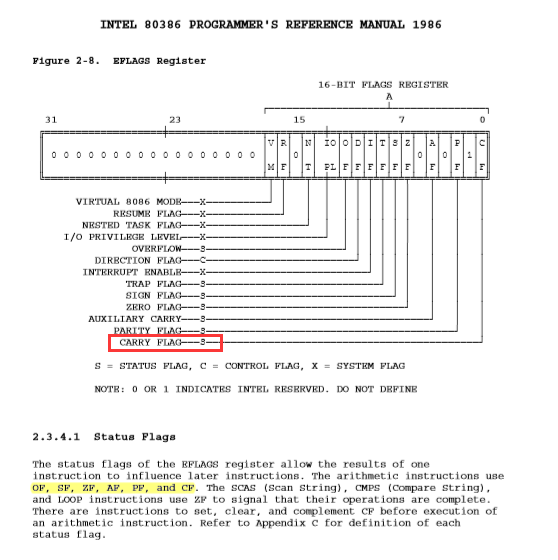 INTEL 80386 PROGRAMMER'S REFERENCE MANUAL 1986
Figure 2-8. EFLAGS Register
16-BIT FLAGS REGISTER
A
31 23 15 7 0
V R N IO O D I T S Z A P C
0 0 0 0 0 0 0 0 0 0 0 0 0 0 0 0 0 0 0 1
M F T PL F F F F F F F F F
VIRTUAL 8086 MODE X
RESUME FLAG X
NESTED TASK FLAG X
I/O PRIVILEGE LEVEL X
OVERFLOW S
DIRECTION FLAG C
INTERRUPT ENABLE X
TRAP FLAG S
SIGN FLAG S
ZERO FLAG S
AUXILIARY CARRY S
PARITY FLAG S
CARRY FLAG S
S = STATUS FLAG, C = CONTROL FLAG, X = SYSTEM FLAG
NOTE: 0 OR 1 INDICATES INTEL RESERVED. DO NOT DEFINE
2.3.4.1 Status Flags
The status flags of the EFLAGS register allow the results of one
instruction to influence later instructions. The arithmetic instructions use
OF, SF, ZF, AF, PF, and CF. The SCAS (Scan String), CMPS (Compare String),
and LOOP instructions use ZF to signal that their operations are complete.
There are instructions to set, clear, and complement CF before execution of
an arithmetic instruction. Refer to Appendix C for definition of each
status flag.